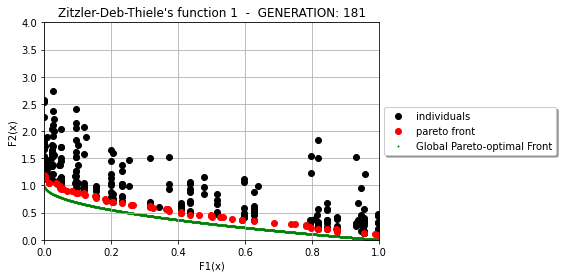 Zitzler-Deb-Thiele's function 1 - GENERATION: 181
4.0
3.5
3.0
2.5
2.0
1.5
1.0
0.5
0.0
F2(x)
0.0 0.2 0.4 0.6 0.8 1.0
F1(x)
individuals
pareto front
Global Pareto-optimal Front